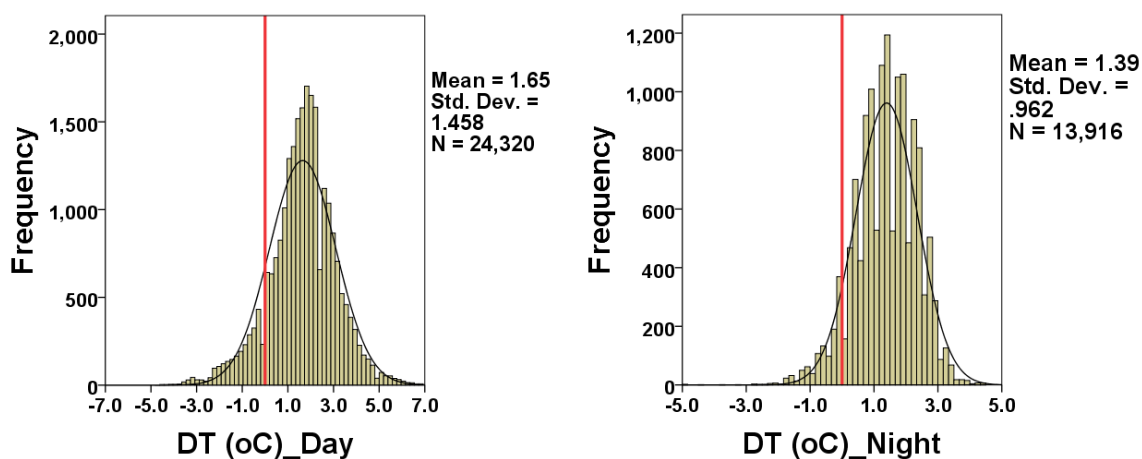 2,000
1,500
1,000
500
0
Frequency
-7.0 -5.0 -3.0 -1.0 1.0 3.0 5.0 7.0
DT (oC)_Day
Mean = 1.65
Std. Dev. =
1.458
N = 24,320
1,200
1,000
800
600
400
200
0
Frequency
-5.0 -3.0 -1.0 1.0 3.0 5.0
DT (oC)_Night
Mean = 1.39
Std. Dev. =
.962
N = 13,916